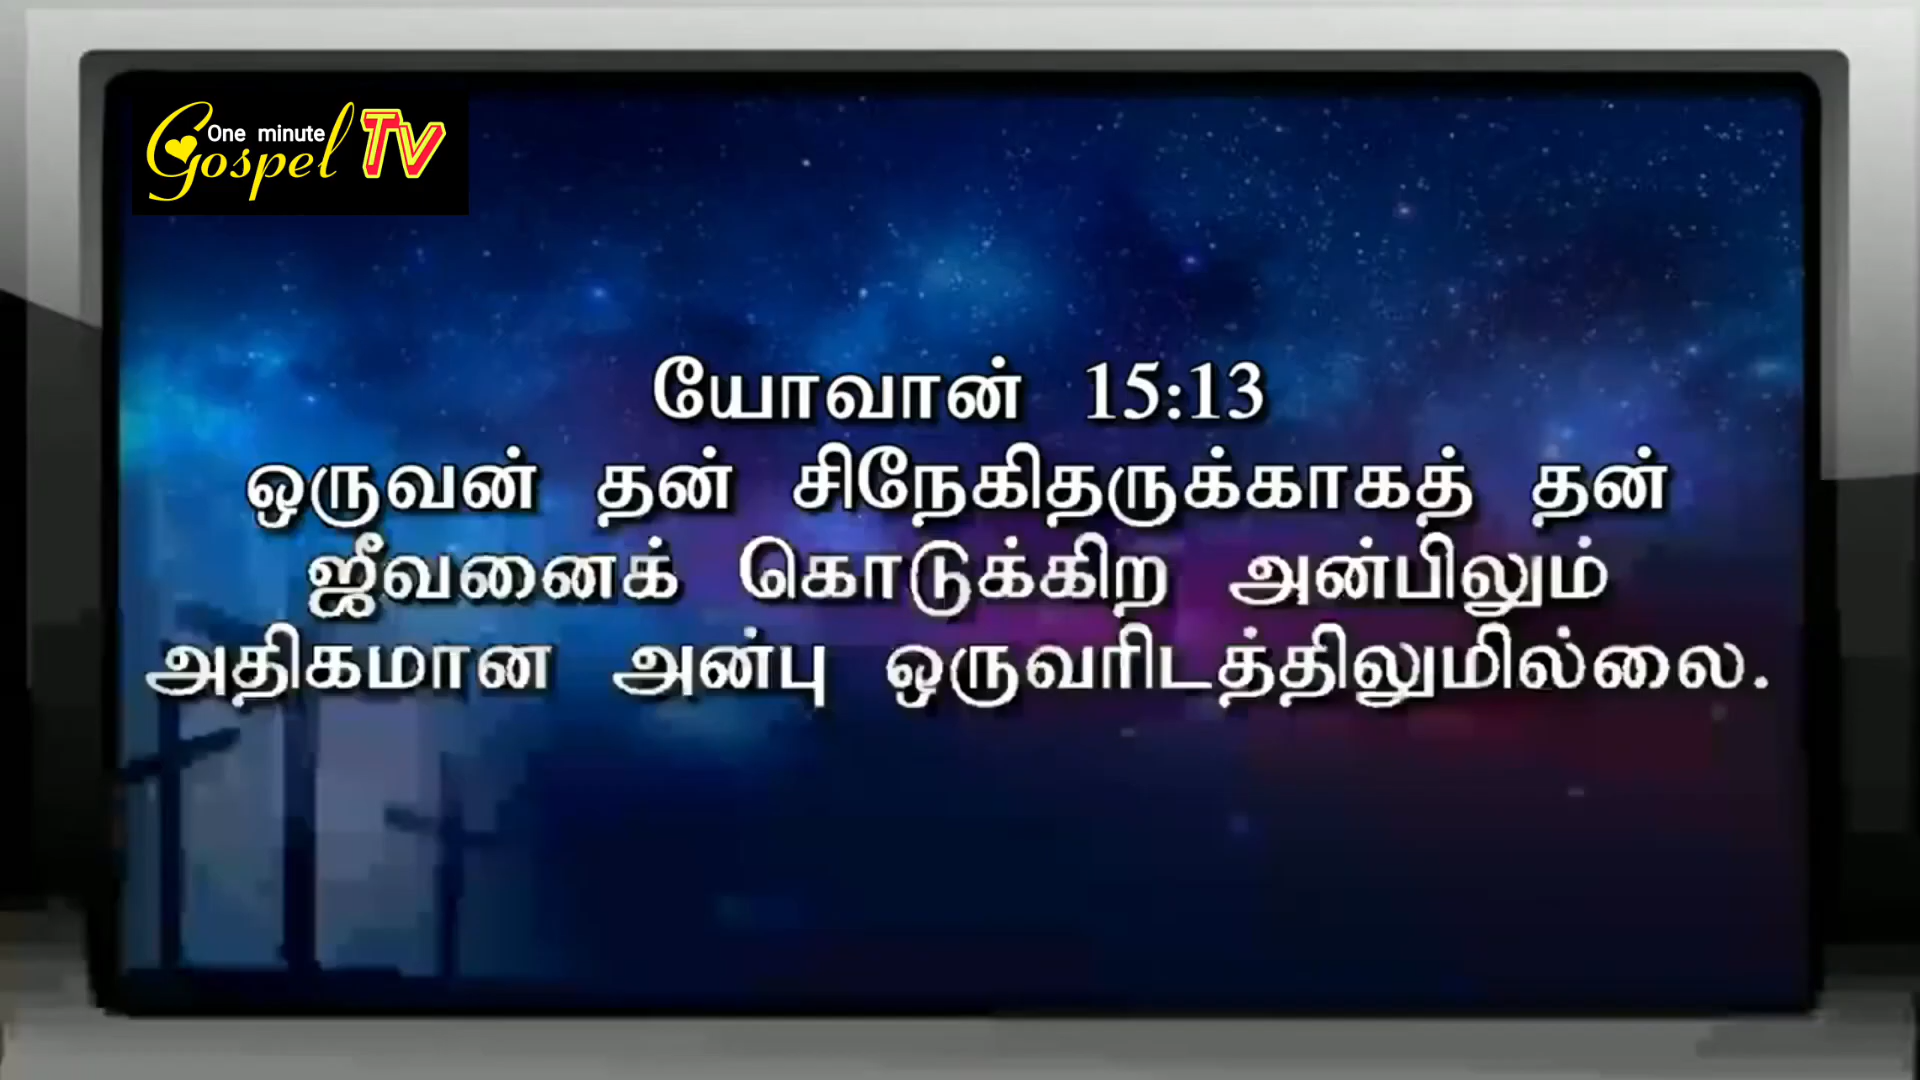 One minute
Gospel TV
யோவான் 15:13
ஒருவன் தன் சிநேகிதருக்காகத் தன்
ஜீவனைக் கொடுக்கிற அன்பிலும்
அதிகமான அன்பு ஒருவரிடத்திலுமில்லை.